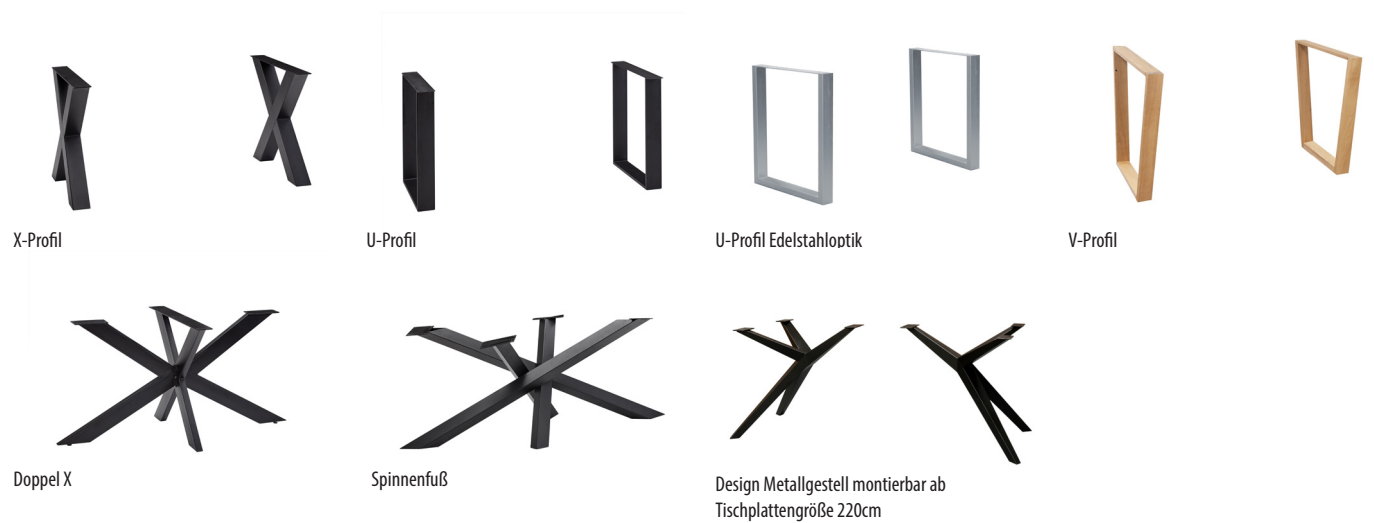 X-Profil
U-Profil
U-Profil Edelstahloptik
V-Profil
Doppel X
Spinnenfuß
Design Metallgestell montierbar ab
Tischplattengröße 220cm